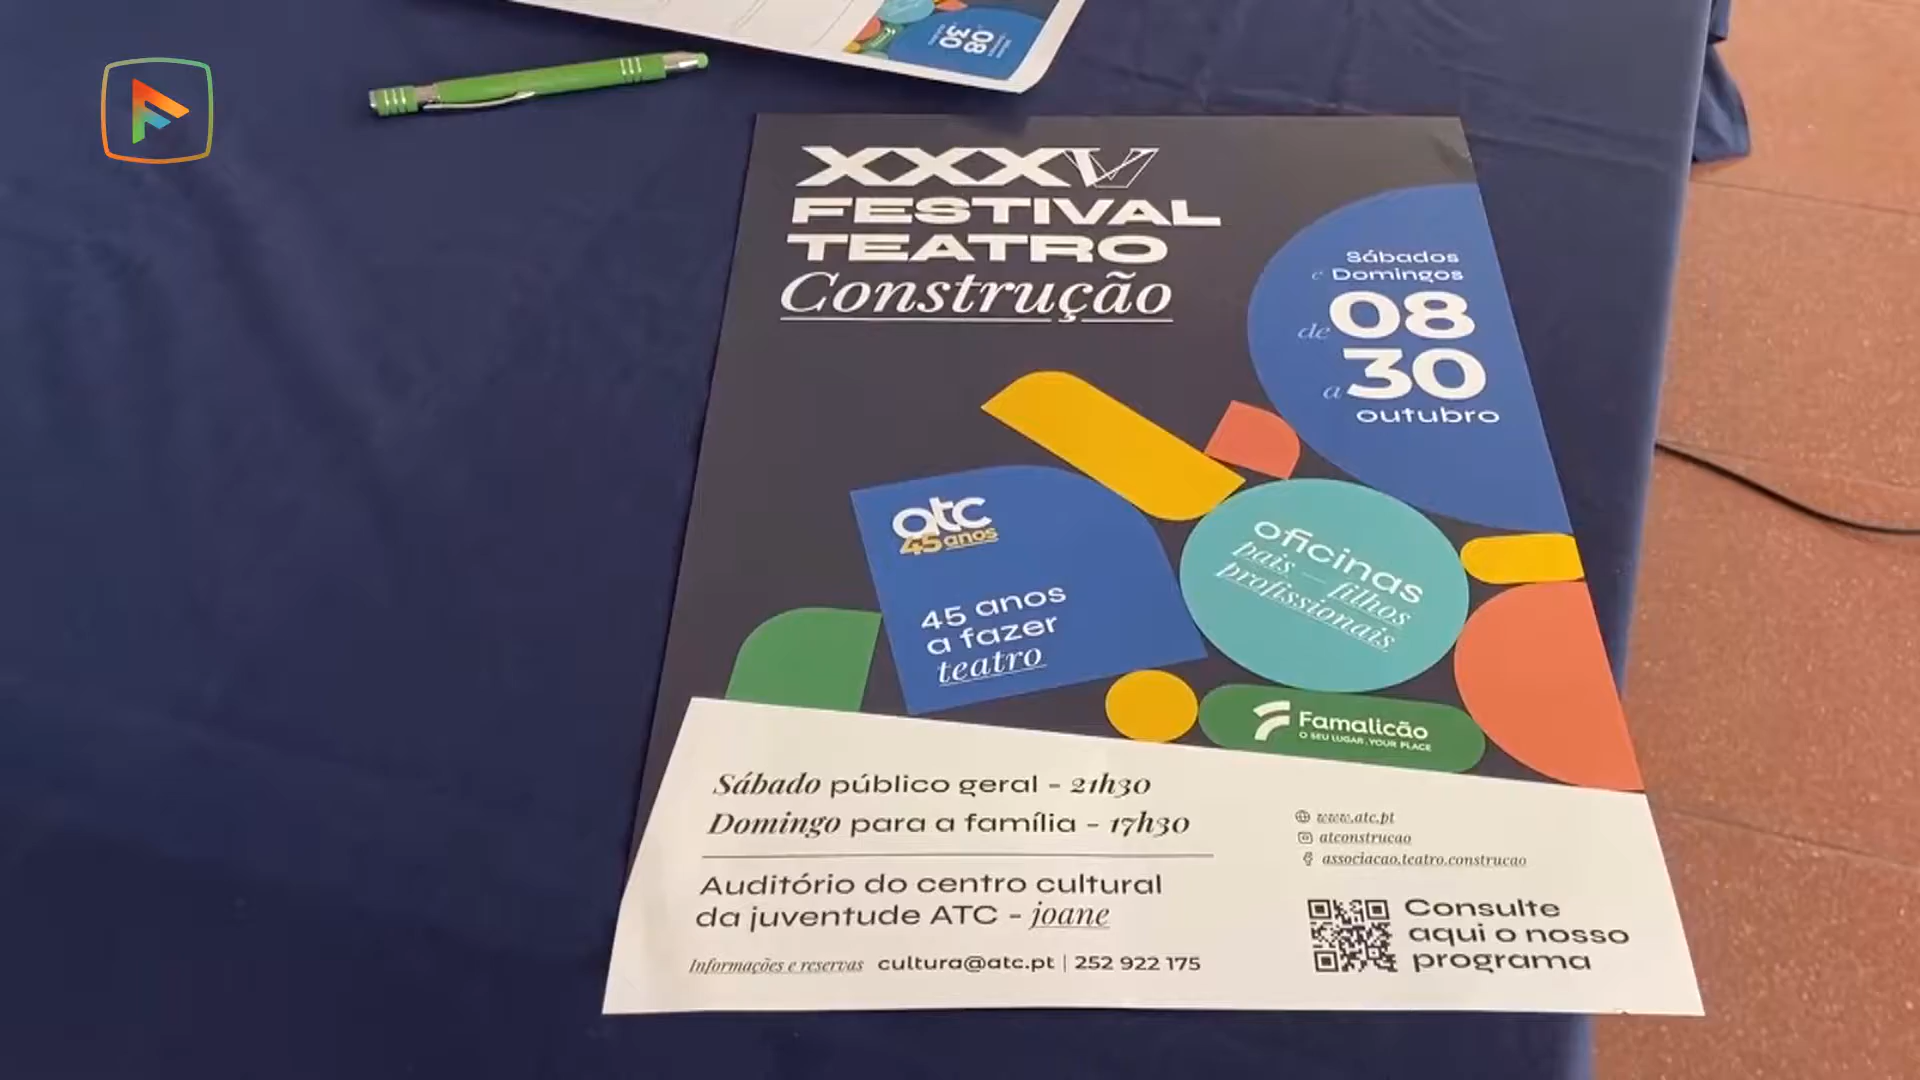 08
30
XXXV
FESTIVAL
TEATRO
Construção
Sábados
e Domingos
de 08
a 30
outubro
atc
45 anos
45 anos
a fazer
teatro
oficinas
pais — filhos
profissionais
Famalicão
O SEU LUGAR . YOUR PLACE
Sábado público geral - 21h30
Domingo para a família - 17h30
Auditório do centro cultural
da juventude ATC - joane
Informações e reservas cultura@atc.pt | 252 922 175
www.atc.pt
atconstrucao
associacao.teatro.construcao
Consulte
aqui o nosso
programa